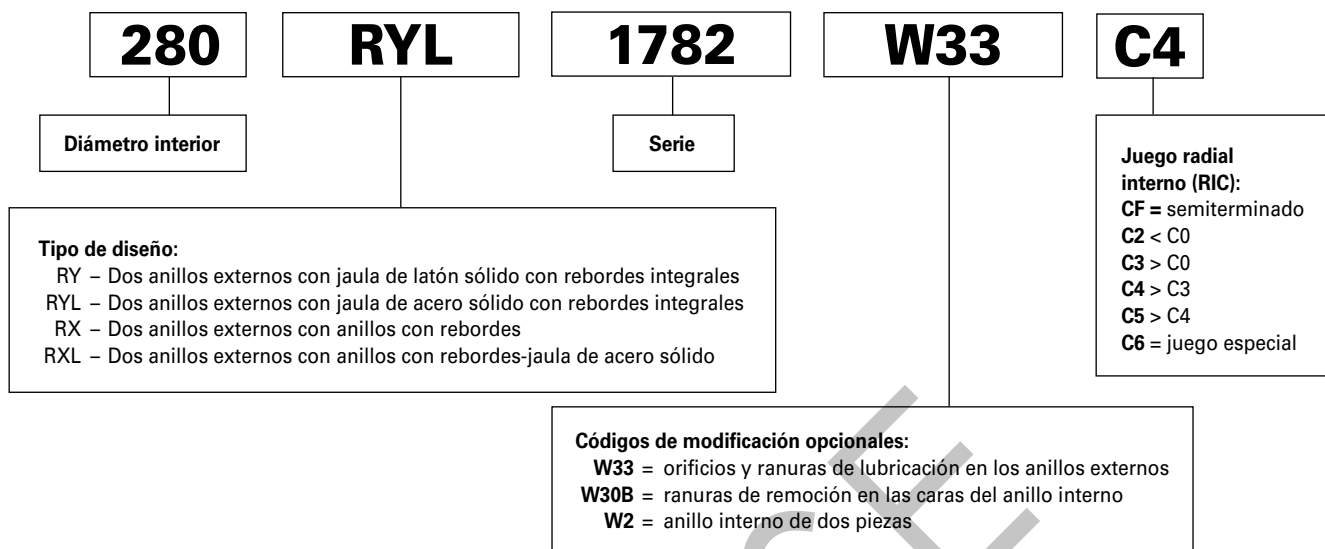 280 RYL 1782 W33 C4
Diámetro interior
Serie
Tipo de diseño:
RY – Dos anillos externos con jaula de latón sólido con rebordes integrales
RYL – Dos anillos externos con jaula de acero sólido con rebordes integrales
RX – Dos anillos externos con anillos con rebordes
RXL – Dos anillos externos con anillos con rebordes-jaula de acero sólido
Juego radial
interno (RIC):
CF = semiterminado
C2 < C0
C3 > C0
C4 > C3
C5 > C4
C6 = juego especial
Códigos de modificación opcionales:
W33 = orificios y ranuras de lubricación en los anillos externos
W30B = ranuras de remoción en las caras del anillo interno
W2 = anillo interno de dos piezas